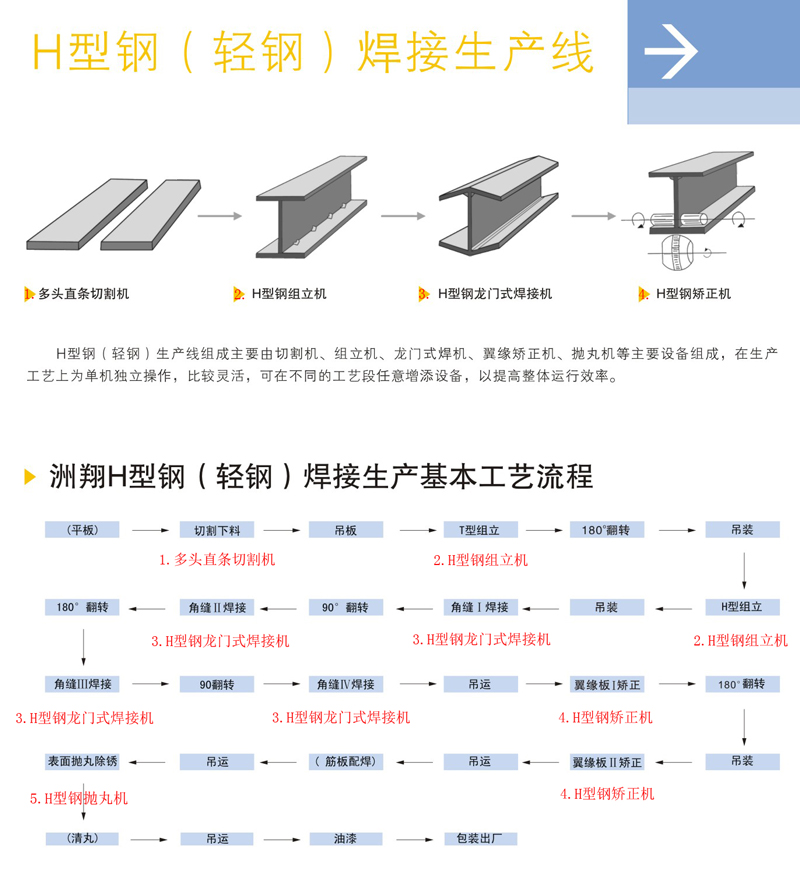 H型钢（轻钢）焊接生产线
1.多头直条切割机
2. H型钢组立机
3. H型钢龙门式焊接机
4. H型钢矫正机
H型钢（轻钢）生产线组成主要由切割机、组立机、龙门式焊机、翼缘矫正机、抛丸机等主要设备组成，在生产
工艺上为单机独立操作，比较灵活，可在不同的工艺段任意增添设备，以提高整体运行效率。
洲翔H型钢（轻钢）焊接生产基本工艺流程
(平板) 切割下料 吊板 T型组立 180°翻转 吊装
1.多头直条切割机 2.H型钢组立机
180°翻转 角缝II焊接 90°翻转 角缝I焊接 吊装 H型组立
3.H型钢龙门式焊接机 3.H型钢龙门式焊接机 2.H型钢组立机
角缝III焊接 90翻转 角缝IV焊接 吊运 翼缘板I矫正 180°翻转
3.H型钢龙门式焊接机 3.H型钢龙门式焊接机 4.H型钢矫正机
表面抛丸除锈 吊运 (筋板配焊) 吊运 翼缘板II矫正 吊装
5.H型钢抛丸机 4.H型钢矫正机
(清丸) 吊运 油漆 包装出厂